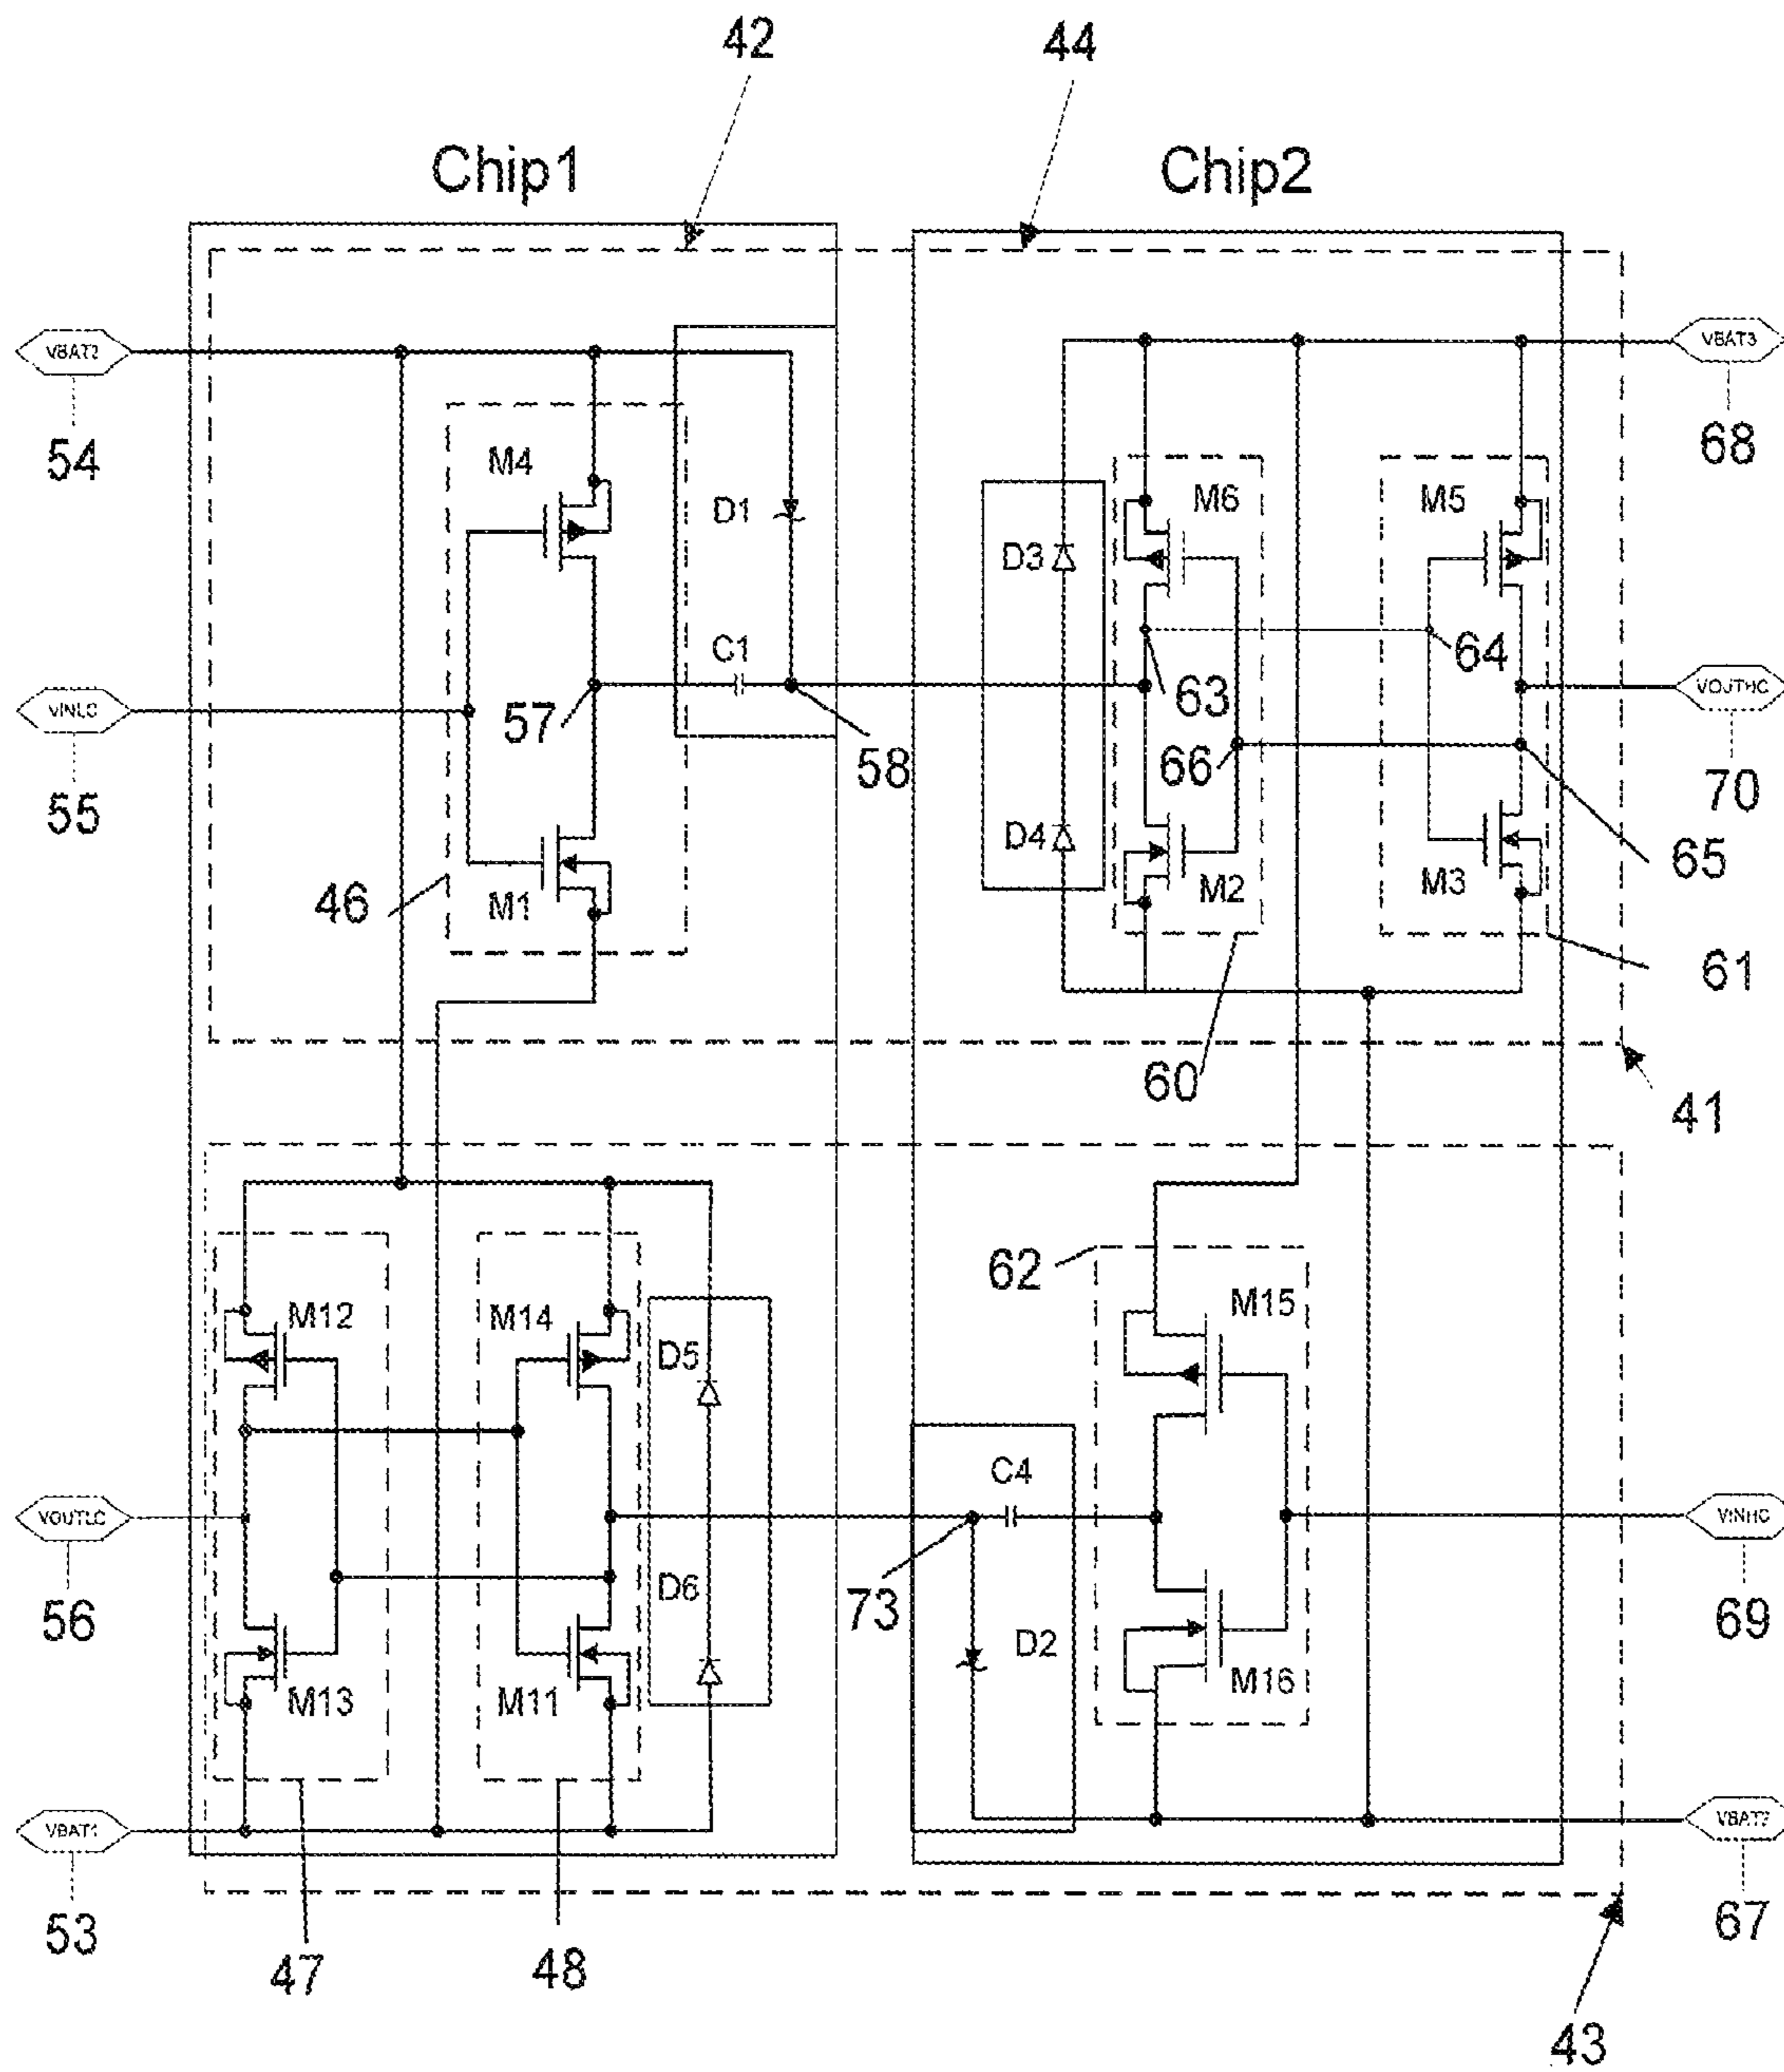 42
44
Chip1
Chip2
VBAT2
VBAT3
54
68
M4
D1
M6
M5
D3
C1
64
57
63
VINLC
VOUTHC
58
66
55
70
D4
65
46
M1
M2
M3
61
60
41
62
M12
M14
M15
D5
C4
VOUTLC
VINHC
73
56
D6
69
D2
M13
M11
M16
VBAT1
53
67
47
48
43